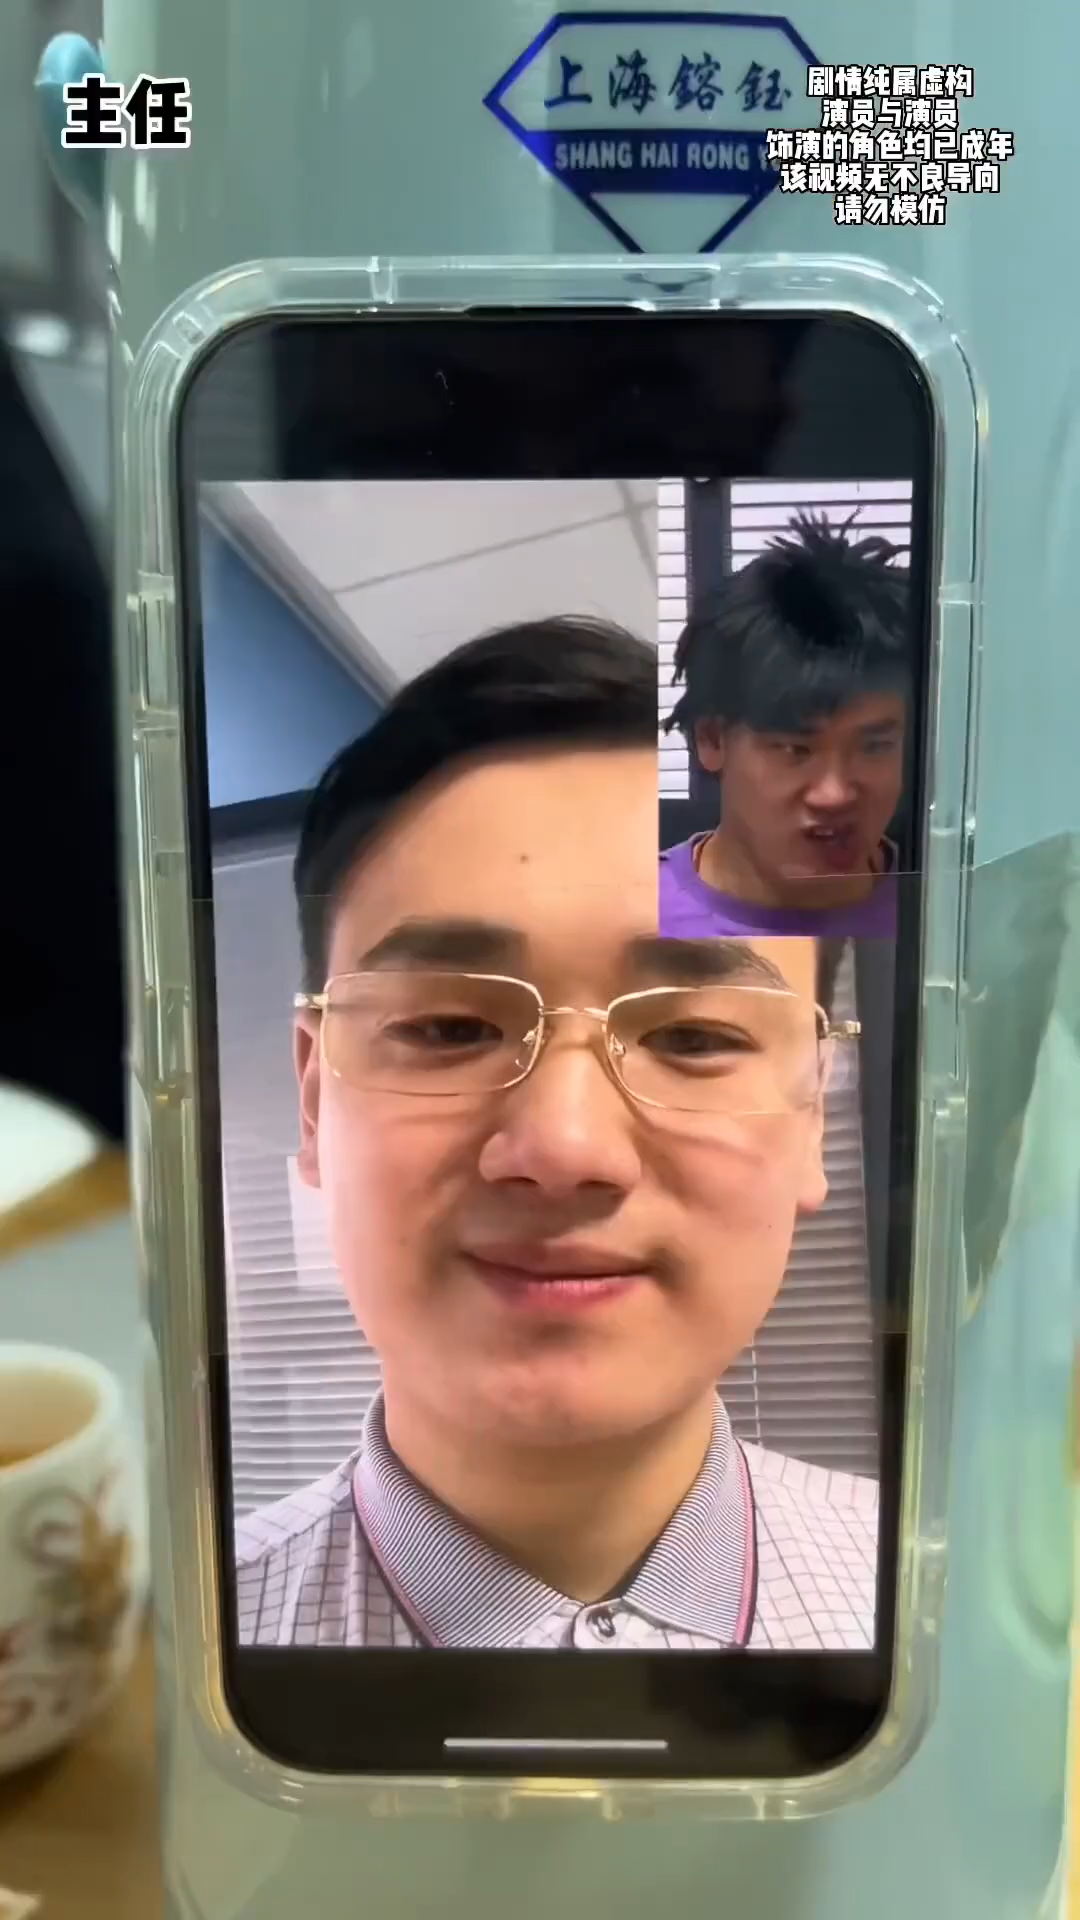 主任
上海鎔鈺
SHANG HAI RONG
剧情纯属虚构
演员与演员
饰演的角色均已成年
该视频无不良导向
请勿模仿